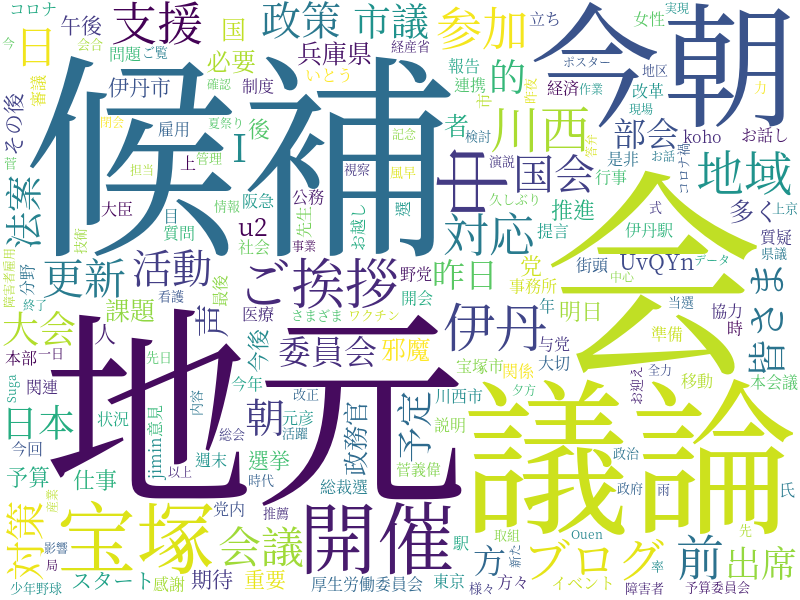 コロナ
午後
支援
国
政策
市議
参加
立ち
女性
実現
今
会合
問題
ご覧
必要
兵庫県
経産省
いとう
ポスター
地区
力
審議
日
伊丹市
制度
報告
連携
市
昨夜
経済
作業
改革
現場
確認
候補
今朝
その後
閉会
雇用
夏祭り
後
I
的
者
記念
検討
川西
部会
答弁
koho
お話し
菅
法案
担当
管理
上
視察
風早
演説
是非
お話
コロナ禍
大臣
目
情報
阪急
公務
先生
お越し
選
中
国会
久しぶり
行事
地域
式
上京
障害者雇用
分野
技術
質問
u2
社会
事業
対応
推進
提言
多く
伊丹駅
県議
終了
看護
更新
活動
ご挨拶
野党
昨日
党
街頭
UvQYn
質疑
データ
大会
課題
声
最後
医療
開会
さまざま
ワクチン
伊丹
事務所
年
明日
中心
当選
協力
時
皆さま
本部
一日
人
先日
今後
委員会
邪魔
与党
準備
suga
関連
地元
会
議論
宝塚市
関係
大切
移動
本会議
今年
内容
改正
元彦
朝
政務官
予定
川西市
夕方
お迎え
全力
日本
状況
jimin
意見
総会
活躍
説明
今回
週末
選挙
菅義偉
政治
予算
仕事
以上
時代
総裁選
政府
雨
氏
対策
産業
宝塚
党内
推薦
開催
Ouen
先
影響
局
会議
駅
方
取組
新た
ブログ
率
前
出席
少年野球
スタート
感謝
期待
重要
厚生労働委員会
東京
様々
方々
イベント
障害者
予算委員会